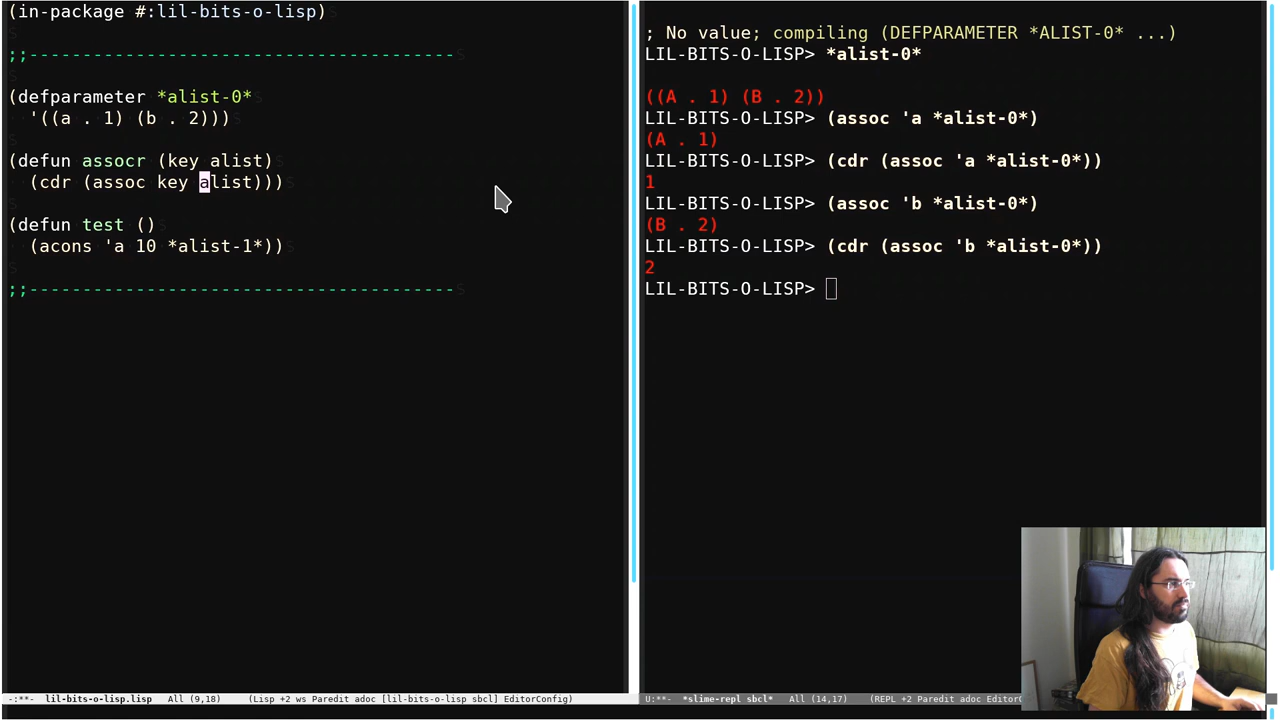 (in-package #:lil-bits-o-lisp)
;;----------------------------------------
(defparameter *alist-0*
'((a . 1) (b . 2)))
(defun assocr (key alist)
(cdr (assoc key alist)))
(defun test ()
(acons 'a 10 *alist-1*))
;;----------------------------------------
-:**- lil-bits-o-lisp.lisp All (9,18) (Lisp +2 ws Paredit adoc [lil-bits-o-lisp sbcl] EditorConfig)
; No value; compiling (DEFPARAMETER *ALIST-0* ...)
LIL-BITS-O-LISP> *alist-0*
((A . 1) (B . 2))
LIL-BITS-O-LISP> (assoc 'a *alist-0*)
(A . 1)
LIL-BITS-O-LISP> (cdr (assoc 'a *alist-0*))
1
LIL-BITS-O-LISP> (assoc 'b *alist-0*)
(B . 2)
LIL-BITS-O-LISP> (cdr (assoc 'b *alist-0*))
2
LIL-BITS-O-LISP>
U:**- *slime-repl sbcl* All (14,17) (REPL +2 Paredit adoc EditorC